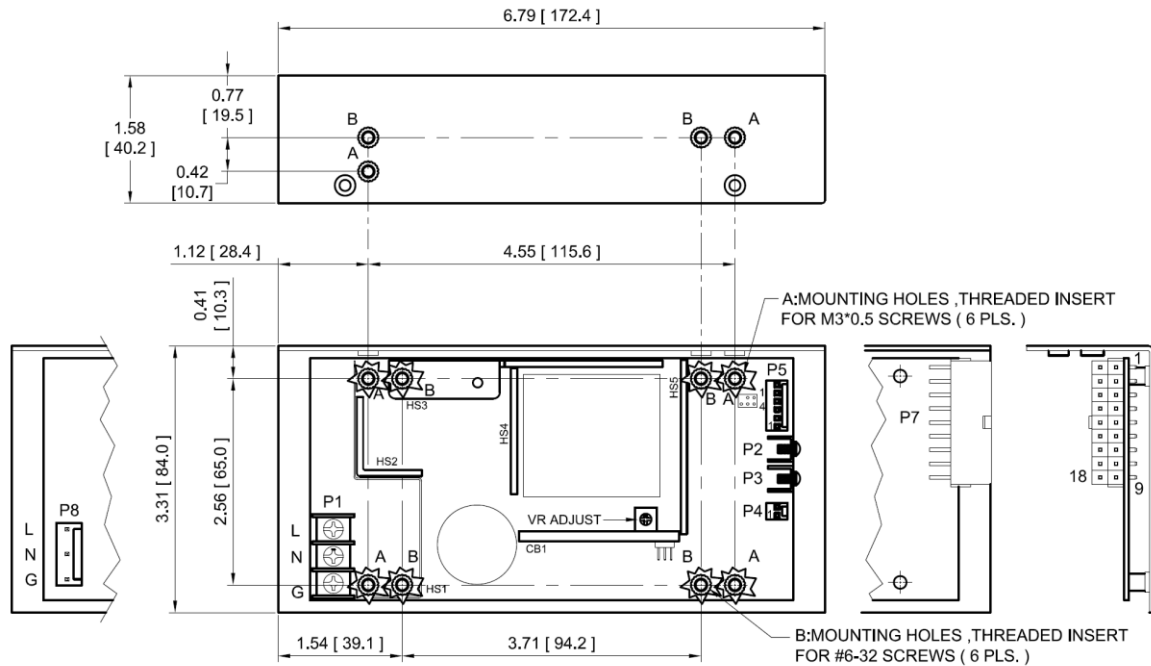 6.79 [ 172.4 ]
0.77
[ 19.5 ]
1.58
[ 40.2 ]
0.42
[10.7]
B
A
B
A
1.12 [ 28.4 ]
4.55 [ 115.6 ]
0.41
[ 10.3 ]
A:MOUNTING HOLES ,THREADED INSERT
FOR M3*0.5 SCREWS ( 6 PLS. )
A
B
HS3
HS5
B
A
P5
1
4
1
P7
1
HS4
HS2
P2
P3
P4
1
18
9
3.31 [ 84.0 ]
2.56 [ 65.0 ]
P8
L
N
G
P1
L
N
G
VR ADJUST
CB1
A
B
HS1
B
A
1.54 [ 39.1 ]
3.71 [ 94.2 ]
B:MOUNTING HOLES ,THREADED INSERT
FOR #6-32 SCREWS ( 6 PLS. )